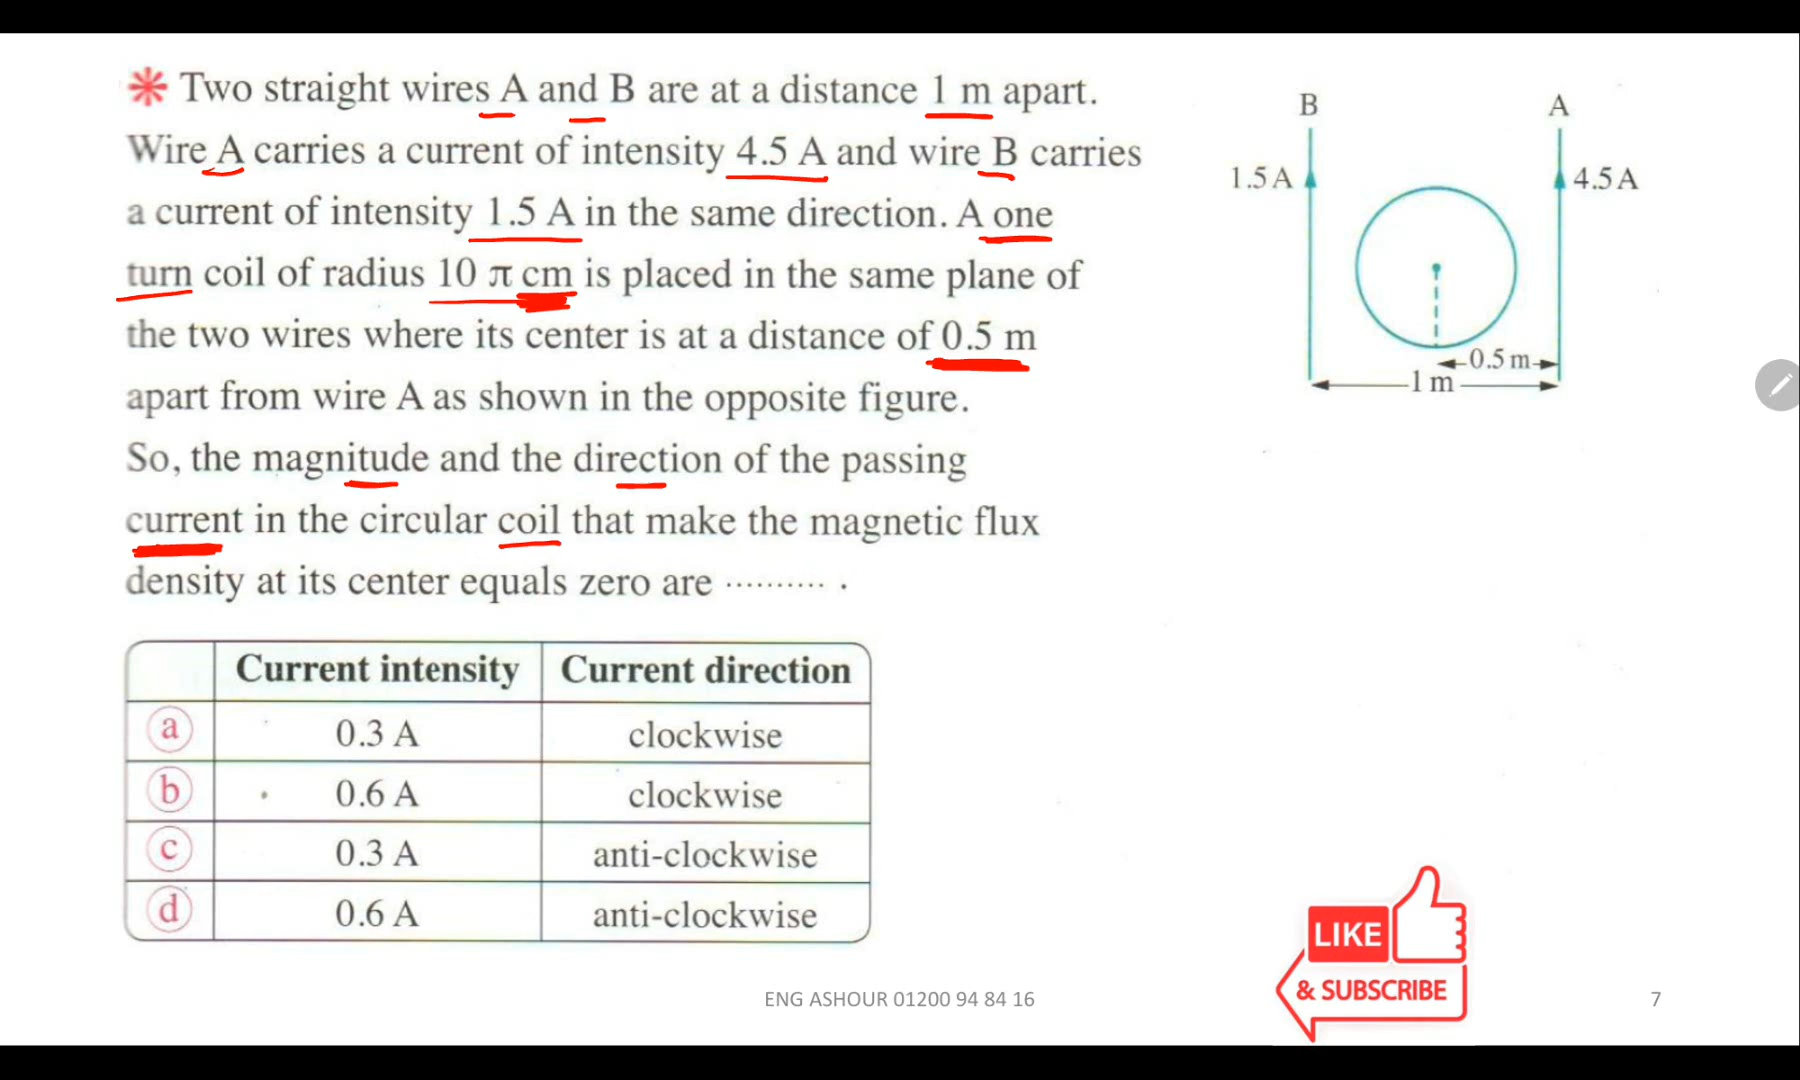 Two straight wires A and B are at a distance 1 m apart.
Wire A carries a current of intensity 4.5 A and wire B carries
a current of intensity 1.5 A in the same direction. A one
turn coil of radius 10 π cm is placed in the same plane of
the two wires where its center is at a distance of 0.5 m
apart from wire A as shown in the opposite figure.
So, the magnitude and the direction of the passing
current in the circular coil that make the magnetic flux
density at its center equals zero are .......... .
B A
1.5 A 4.5 A
0.5 m
1 m
Current intensity Current direction
a 0.3 A clockwise
b 0.6 A clockwise
c 0.3 A anti-clockwise
d 0.6 A anti-clockwise
LIKE
& SUBSCRIBE
ENG ASHOUR 01200 94 84 16
7